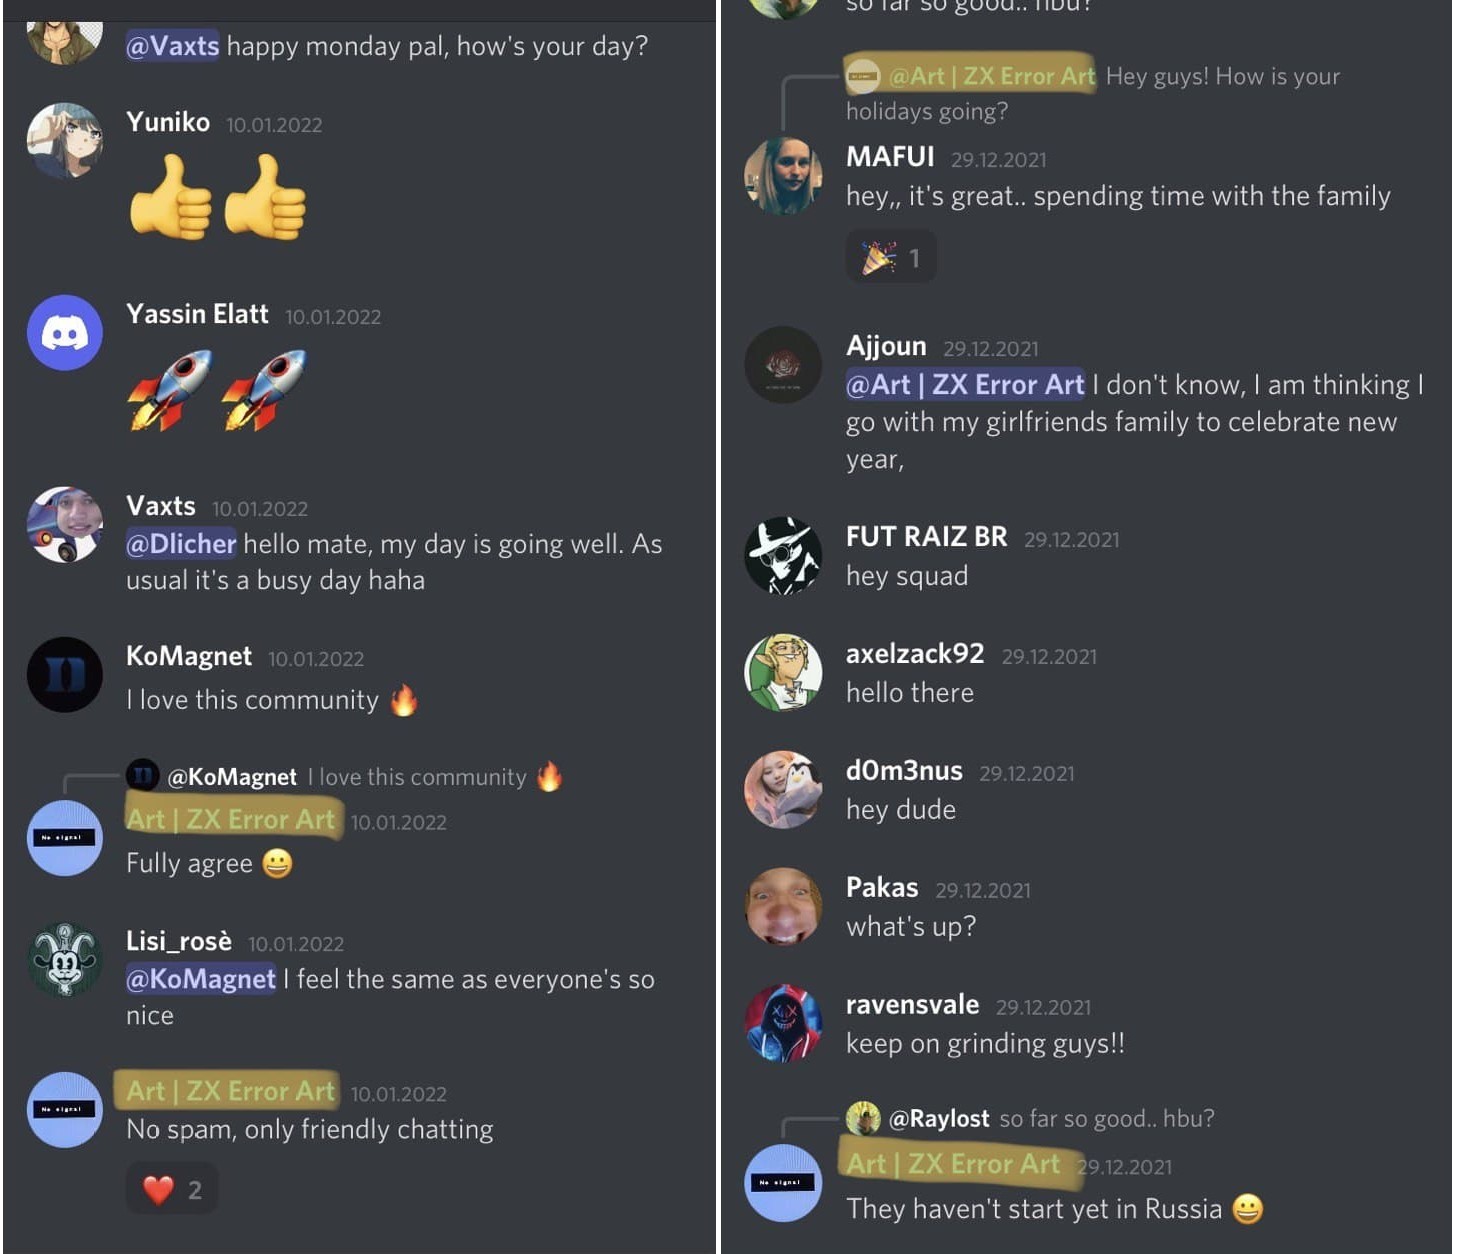 @Vaxts happy monday pal, how's your day?
Yuniko 10.01.2022
👍👍
Yassin Elatt 10.01.2022
🚀🚀
Vaxts 10.01.2022
@Dlicher hello mate, my day is going well. As
usual it's a busy day haha
KoMagnet 10.01.2022
I love this community 🔥
@KoMagnet I love this community 🔥
Art | ZX Error Art 10.01.2022
No signal
Fully agree 😀
Lisi_rosè 10.01.2022
@KoMagnet I feel the same as everyone's so
nice
Art | ZX Error Art 10.01.2022
No signal
No spam, only friendly chatting
❤️ 2
so far so good.. hbu?
@Art | ZX Error Art Hey guys! How is your
holidays going?
MAFUI 29.12.2021
hey,, it's great.. spending time with the family
🎉 1
Ajjoun 29.12.2021
@Art | ZX Error Art I don't know, I am thinking I
go with my girlfriends family to celebrate new
year,
FUT RAIZ BR 29.12.2021
hey squad
axelzack92 29.12.2021
hello there
d0m3nus 29.12.2021
hey dude
Pakas 29.12.2021
what's up?
ravensvale 29.12.2021
keep on grinding guys!!
@Raylost so far so good.. hbu?
Art | ZX Error Art 29.12.2021
No signal
They haven't start yet in Russia 😀